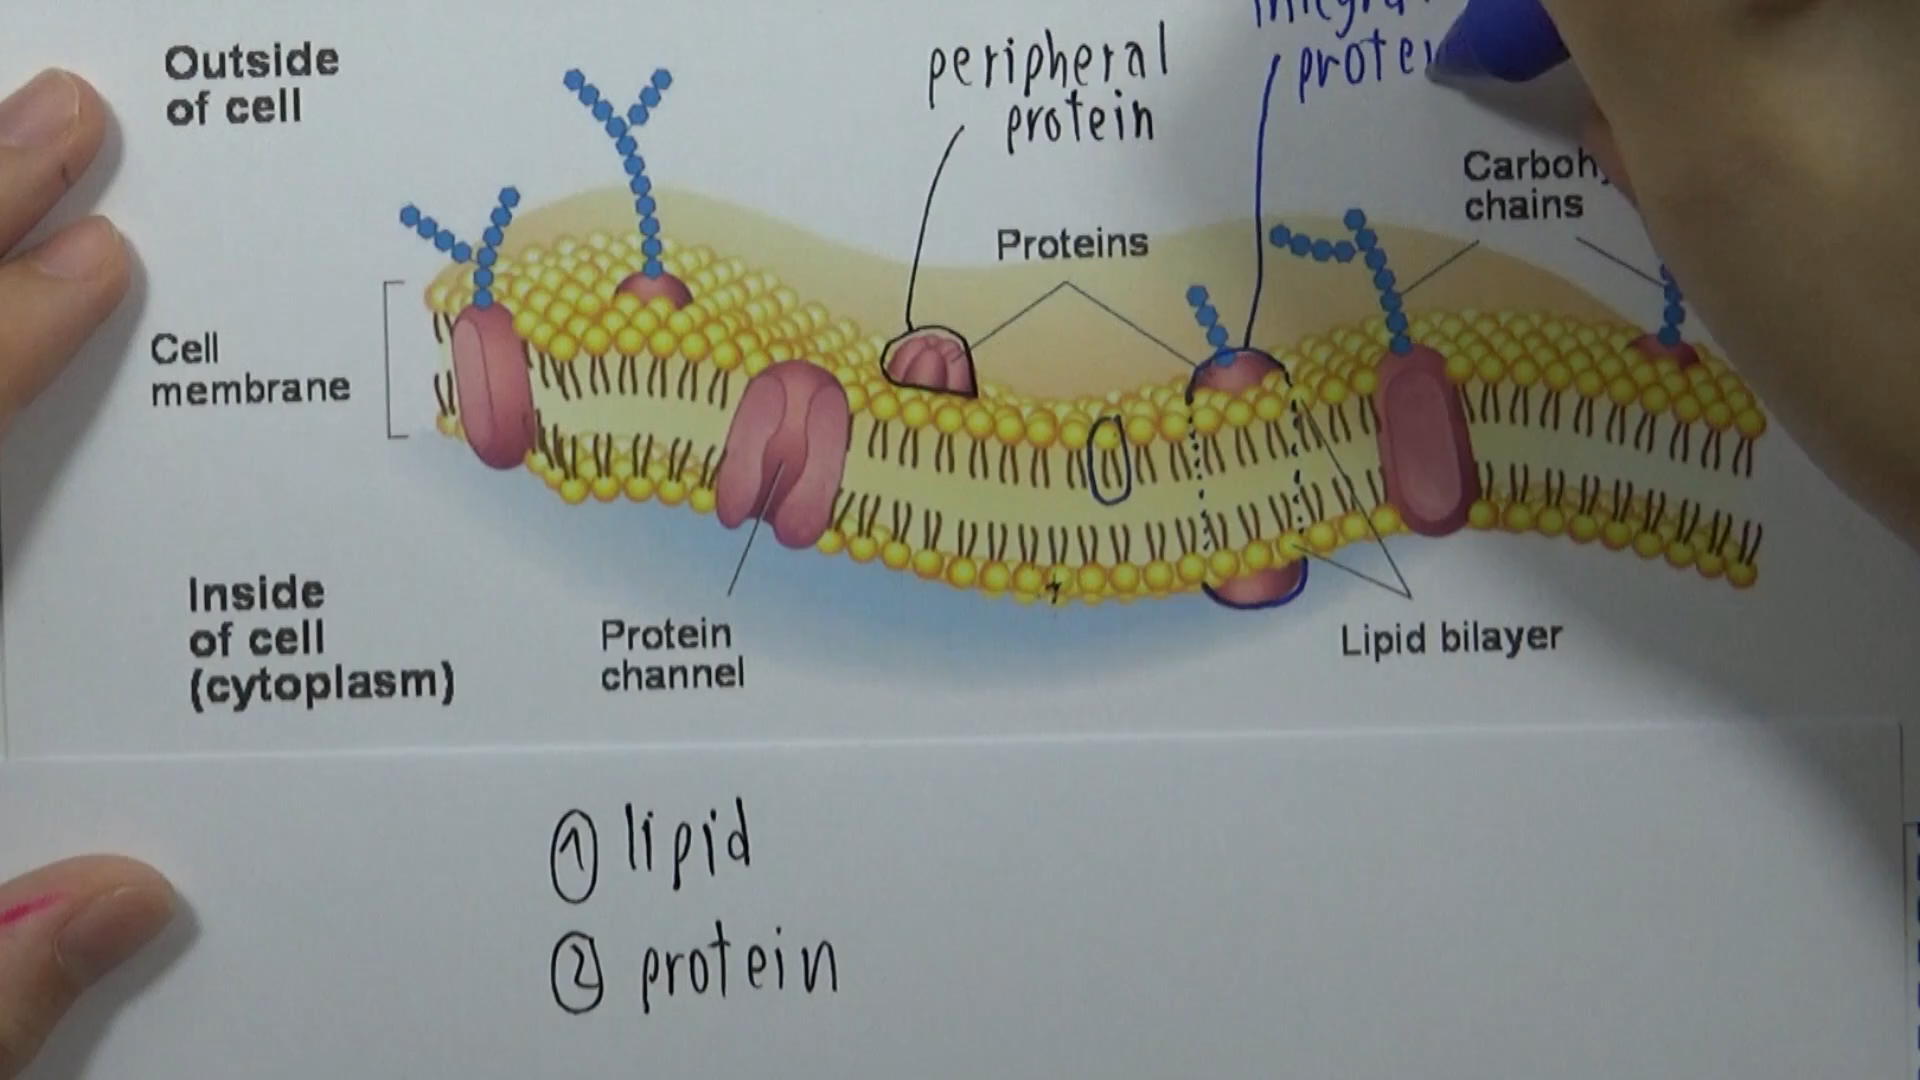 Outside
of cell
peripheral
protein
Proteins
chains
Cell
membrane
Inside
of cell
(cytoplasm)
Protein
channel
Lipid bilayer
① lipid
② protein